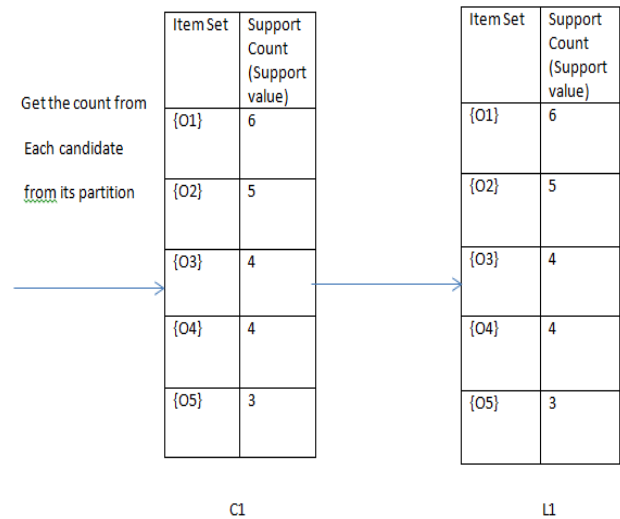 Get the count from
Each candidate
from its partition
Item Set Support
Count
(Support
value)
{O1} 6
{O2} 5
{O3} 4
{O4} 4
{O5} 3
C1
Item Set Support
Count
(Support
value)
{O1} 6
{O2} 5
{O3} 4
{O4} 4
{O5} 3
L1